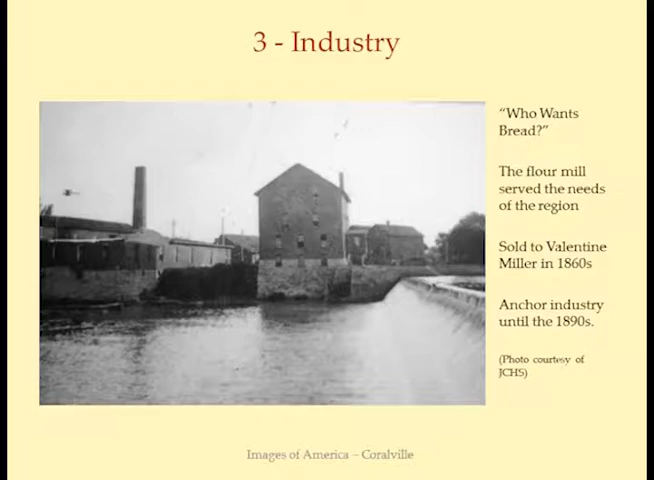 3 - Industry
“Who Wants
Bread?”
The flour mill
served the needs
of the region
Sold to Valentine
Miller in 1860s
Anchor industry
until the 1890s.
(Photo courtesy of
JCHS)
Images of America – Coralville